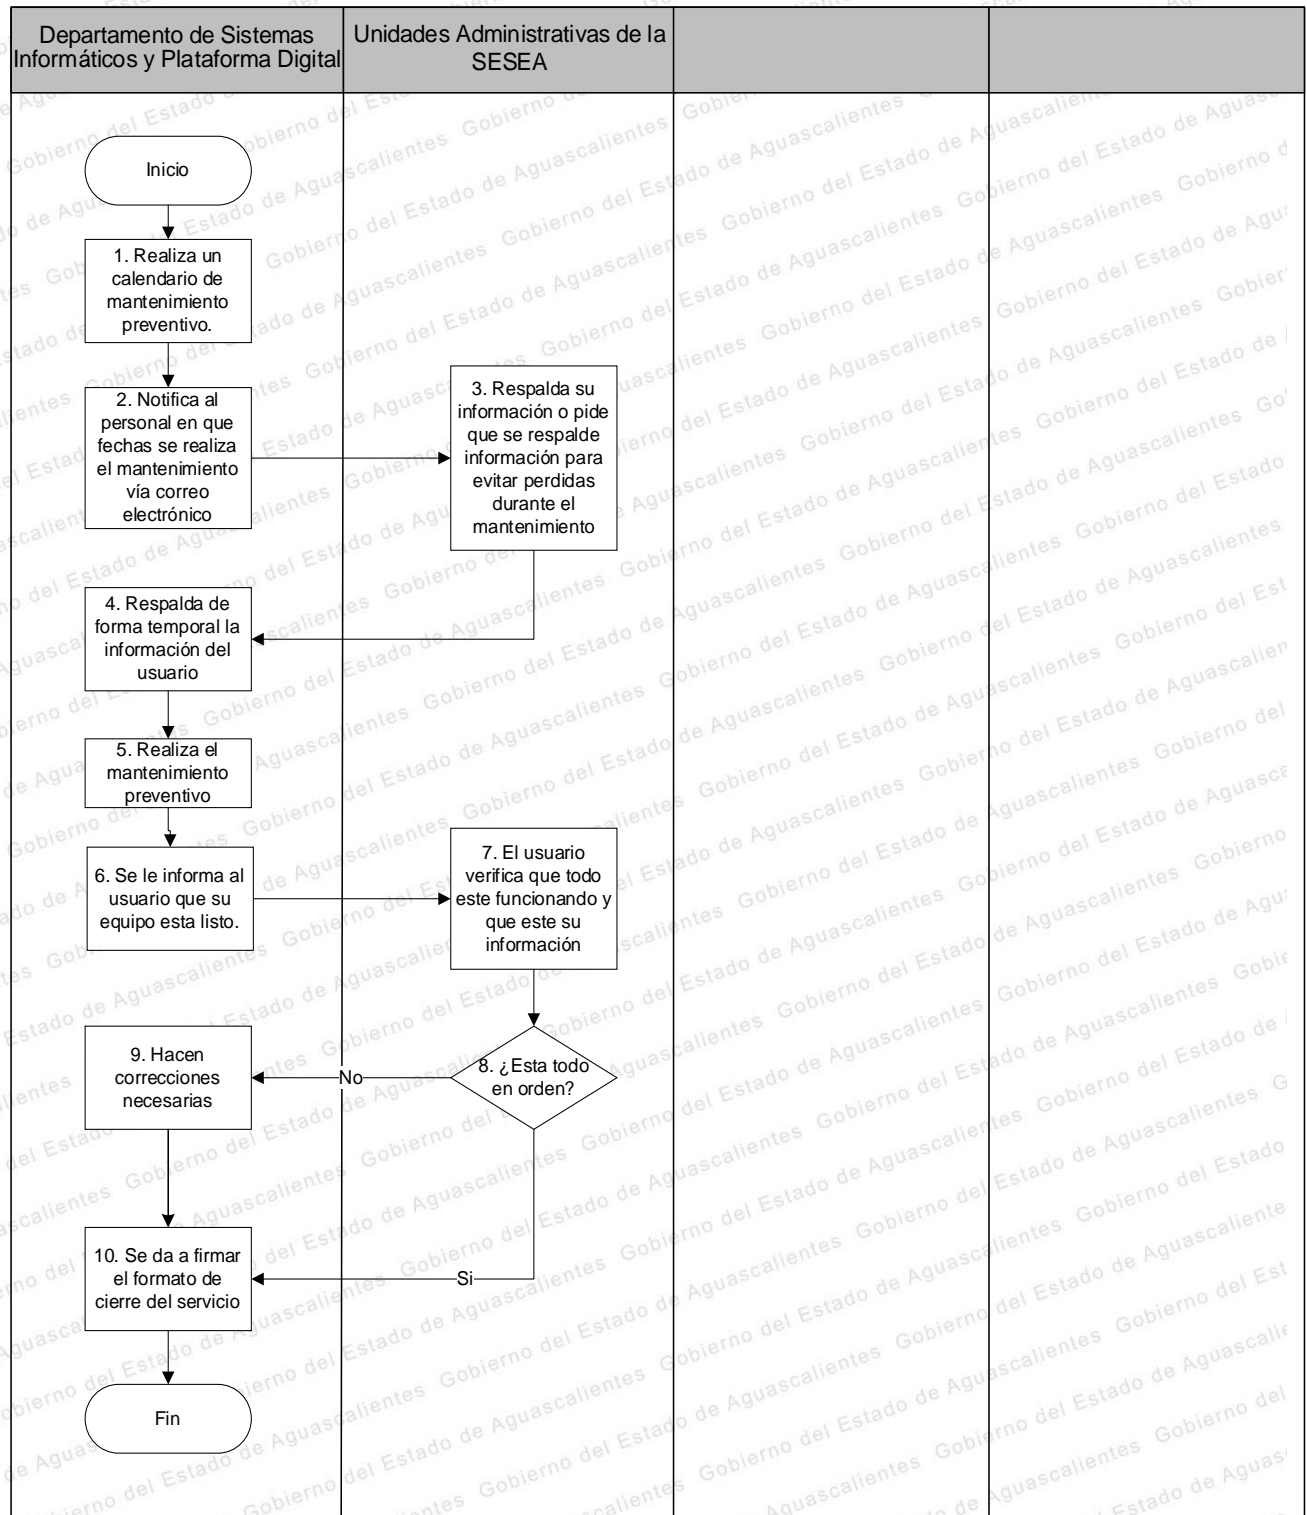 Departamento de Sistemas
Informáticos y Plataforma Digital
Unidades Administrativas de la
SESEA
Inicio
1. Realiza un
calendario de
mantenimiento
preventivo.
2. Notifica al
personal en que
fechas se realiza
el mantenimiento
vía correo
electrónico
3. Respalda su
información o pide
que se respalde
información para
evitar perdidas
durante el
mantenimiento
4. Respalda de
forma temporal la
información del
usuario
5. Realiza el
mantenimiento
preventivo
6. Se le informa al
usuario que su
equipo esta listo.
7. El usuario
verifica que todo
este funcionando y
que este su
información
8. ¿Esta todo
en orden?
No
9. Hacen
correcciones
necesarias
Si
10. Se da a firmar
el formato de
cierre del servicio
Fin
Gobierno del Estado de Aguascalientes